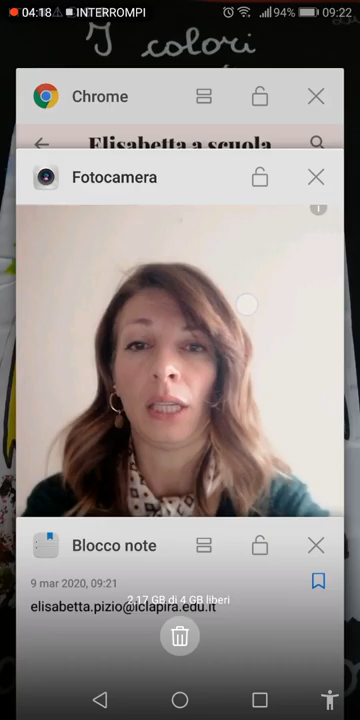 04:18 INTERROMPI 94% 09:22
I colori
Chrome
Elisabetta a scuola
Fotocamera
Blocco note
9 mar 2020, 09:21
elisabetta.pizio@iclapira.edu.it
2,17 GB di 4 GB liberi